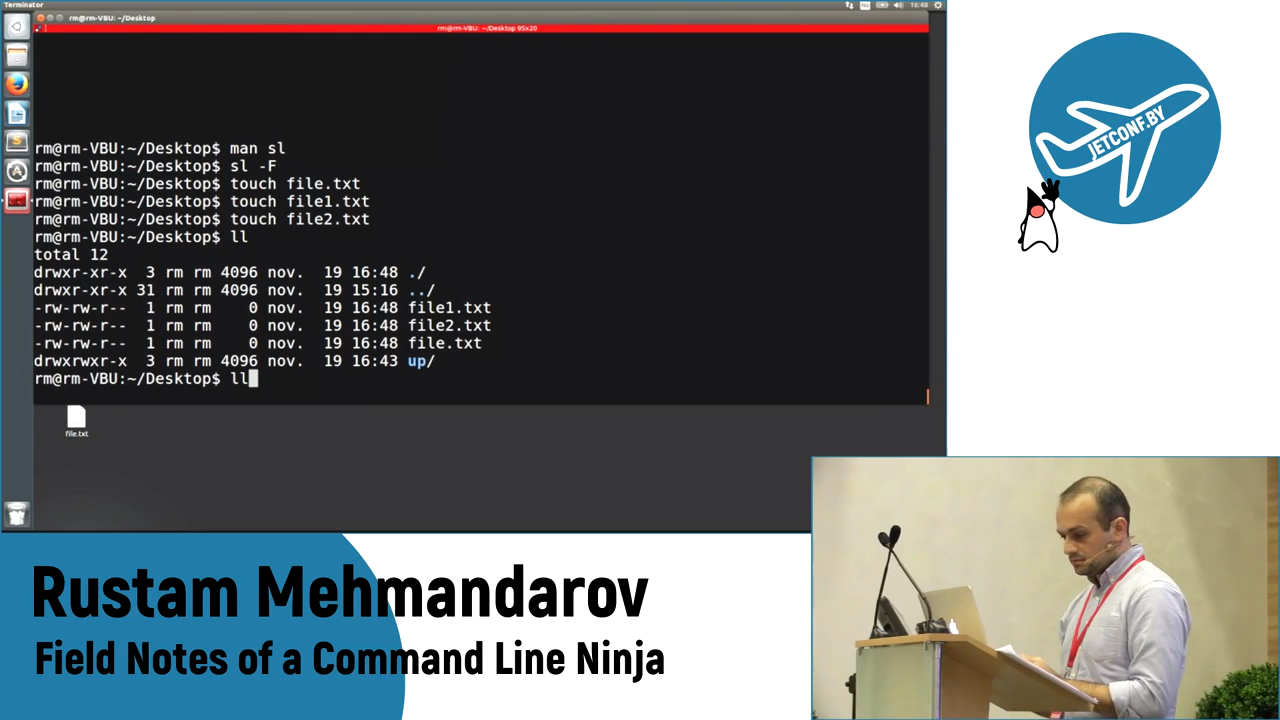 Terminator
16:48
rm@rm-VBU: ~/Desktop
rm@rm-VBU: ~/Desktop 95x20
rm@rm-VBU:~/Desktop$ man sl
rm@rm-VBU:~/Desktop$ sl -F
rm@rm-VBU:~/Desktop$ touch file.txt
rm@rm-VBU:~/Desktop$ touch file1.txt
rm@rm-VBU:~/Desktop$ touch file2.txt
rm@rm-VBU:~/Desktop$ ll
total 12
drwxr-xr-x  3 rm rm 4096 nov.  19 16:48 ./
drwxr-xr-x 31 rm rm 4096 nov.  19 15:16 ../
-rw-rw-r--  1 rm rm    0 nov.  19 16:48 file1.txt
-rw-rw-r--  1 rm rm    0 nov.  19 16:48 file2.txt
-rw-rw-r--  1 rm rm    0 nov.  19 16:48 file.txt
drwxrwxr-x  3 rm rm 4096 nov.  19 16:43 up/
rm@rm-VBU:~/Desktop$ ll
file.txt
JETCONF.BY
Rustam Mehmandarov
Field Notes of a Command Line Ninja